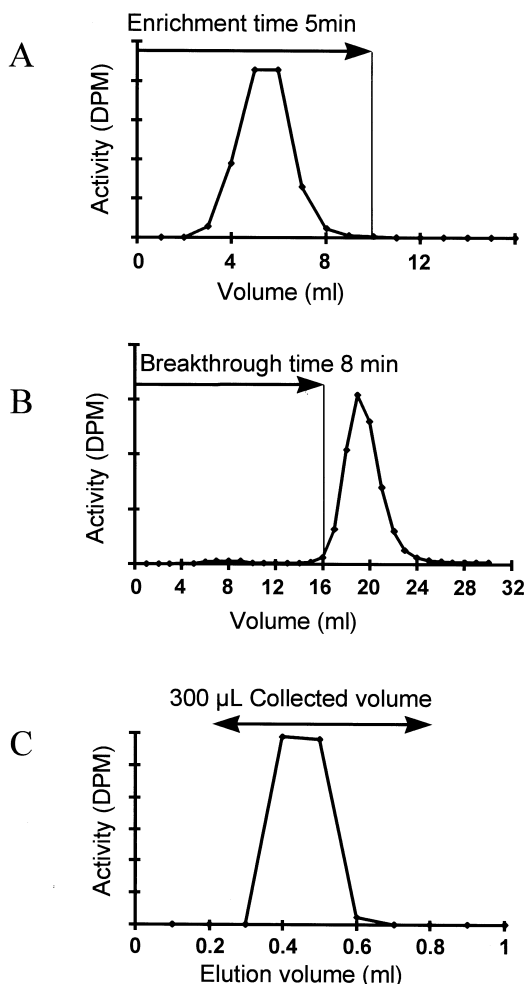 A
Enrichment time 5min
Activity (DPM)
0 4 8 12
Volume (ml)
B
Breakthrough time 8 min
Activity (DPM)
0 4 8 12 16 20 24 28 32
Volume (ml)
C
300 µL Collected volume
Activity (DPM)
0 0.2 0.4 0.6 0.8 1
Elution volume (ml)